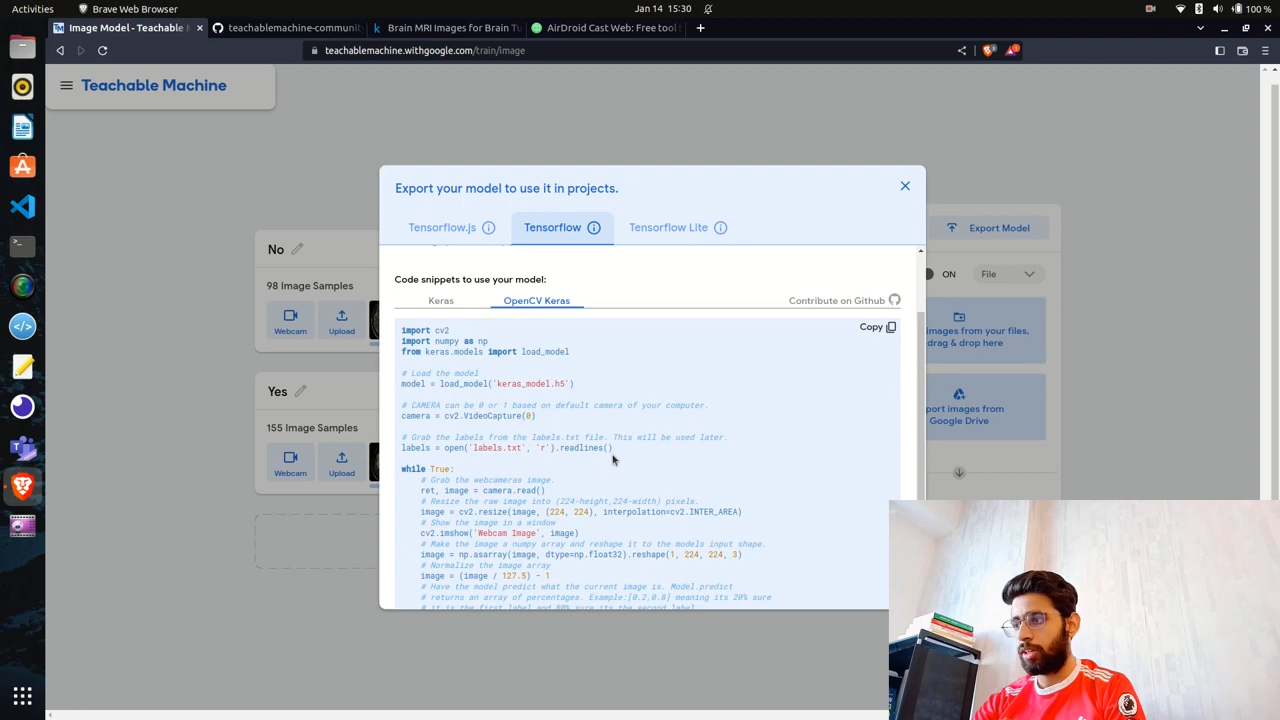 Activities
Brave Web Browser
Jan 14 15:30
100 %
Image Model - Teachable M
teachablemachine-communit
Brain MRI Images for Brain Tu
AirDroid Cast Web: Free tool t
teachablemachine.withgoogle.com/train/image
Teachable Machine
Export your model to use it in projects.
Tensorflow.js
Tensorflow
Tensorflow Lite
Export Model
No
ON
File
98 Image Samples
Webcam
Upload
Code snippets to use your model:
Keras
OpenCV Keras
Contribute on Github
Copy
import cv2
import numpy as np
from keras.models import load_model
# Load the model
model = load_model('keras_model.h5')
# CAMERA can be 0 or 1 based on default camera of your computer.
camera = cv2.VideoCapture(0)
# Grab the labels from the labels.txt file. This will be used later.
labels = open('labels.txt', 'r').readlines()
while True:
# Grab the webcameras image.
ret, image = camera.read()
# Resize the raw image into (224-height,224-width) pixels.
image = cv2.resize(image, (224, 224), interpolation=cv2.INTER_AREA)
# Show the image in a window
cv2.imshow('Webcam Image', image)
# Make the image a numpy array and reshape it to the models input shape.
image = np.asarray(image, dtype=np.float32).reshape(1, 224, 224, 3)
# Normalize the image array
image = (image / 127.5) - 1
# Have the model predict what the current image is. Model.predict
# returns an array of percentages. Example:[0.2,0.8] meaning its 20% sure
# it is the first label and 80% sure its the second label
images from your files,
drag & drop here
port images from
Google Drive
Yes
155 Image Samples
Webcam
Upload